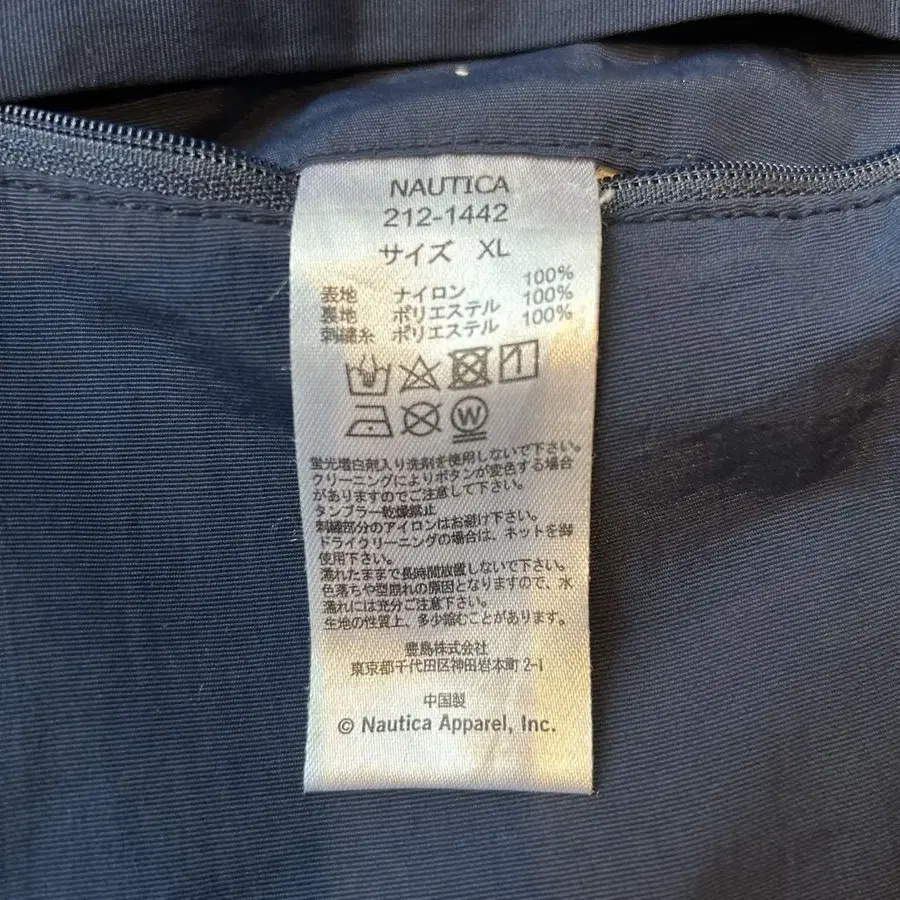 NAUTICA
212-1442
サイズ XL
表地 ナイロン 100%
裏地 ポリエステル 100%
刺繍糸 ポリエステル 100%
W
蛍光増白剤入り洗剤を使用しないで下さい。
クリーニングによりボタンが変色する場合
がありますのでご注意して下さい。
タンブラー乾燥禁止
刺繍部分のアイロンはお避け下さい。
ドライクリーニングの場合は、ネットを御
使用下さい。
濡れたままで長時間放置しないで下さい。
色落ちや型崩れの原因となりますので、水
濡れには充分ご注意下さい。
生地の性質上、多少縮むことがあります。
豊島株式会社
東京都千代田区神田岩本町2-1
中国製
© Nautica Apparel, Inc.